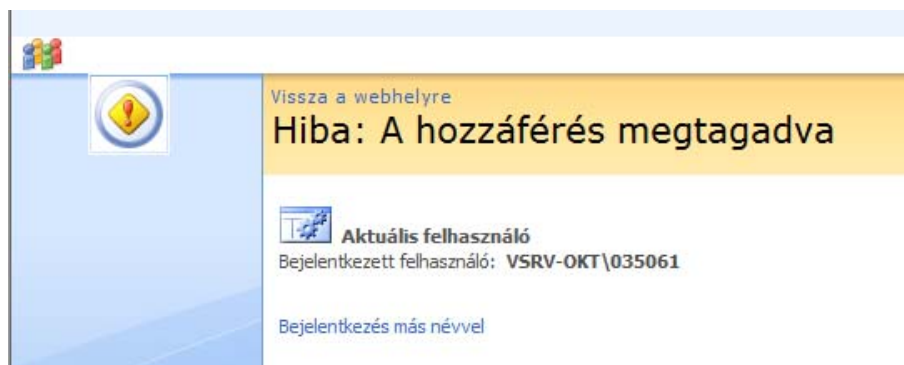 Vissza a webhelyre
Hiba: A hozzáférés megtagadva
Aktuális felhasználó
Bejelentkezett felhasználó: VSRV-OKT\035061
Bejelentkezés más névvel